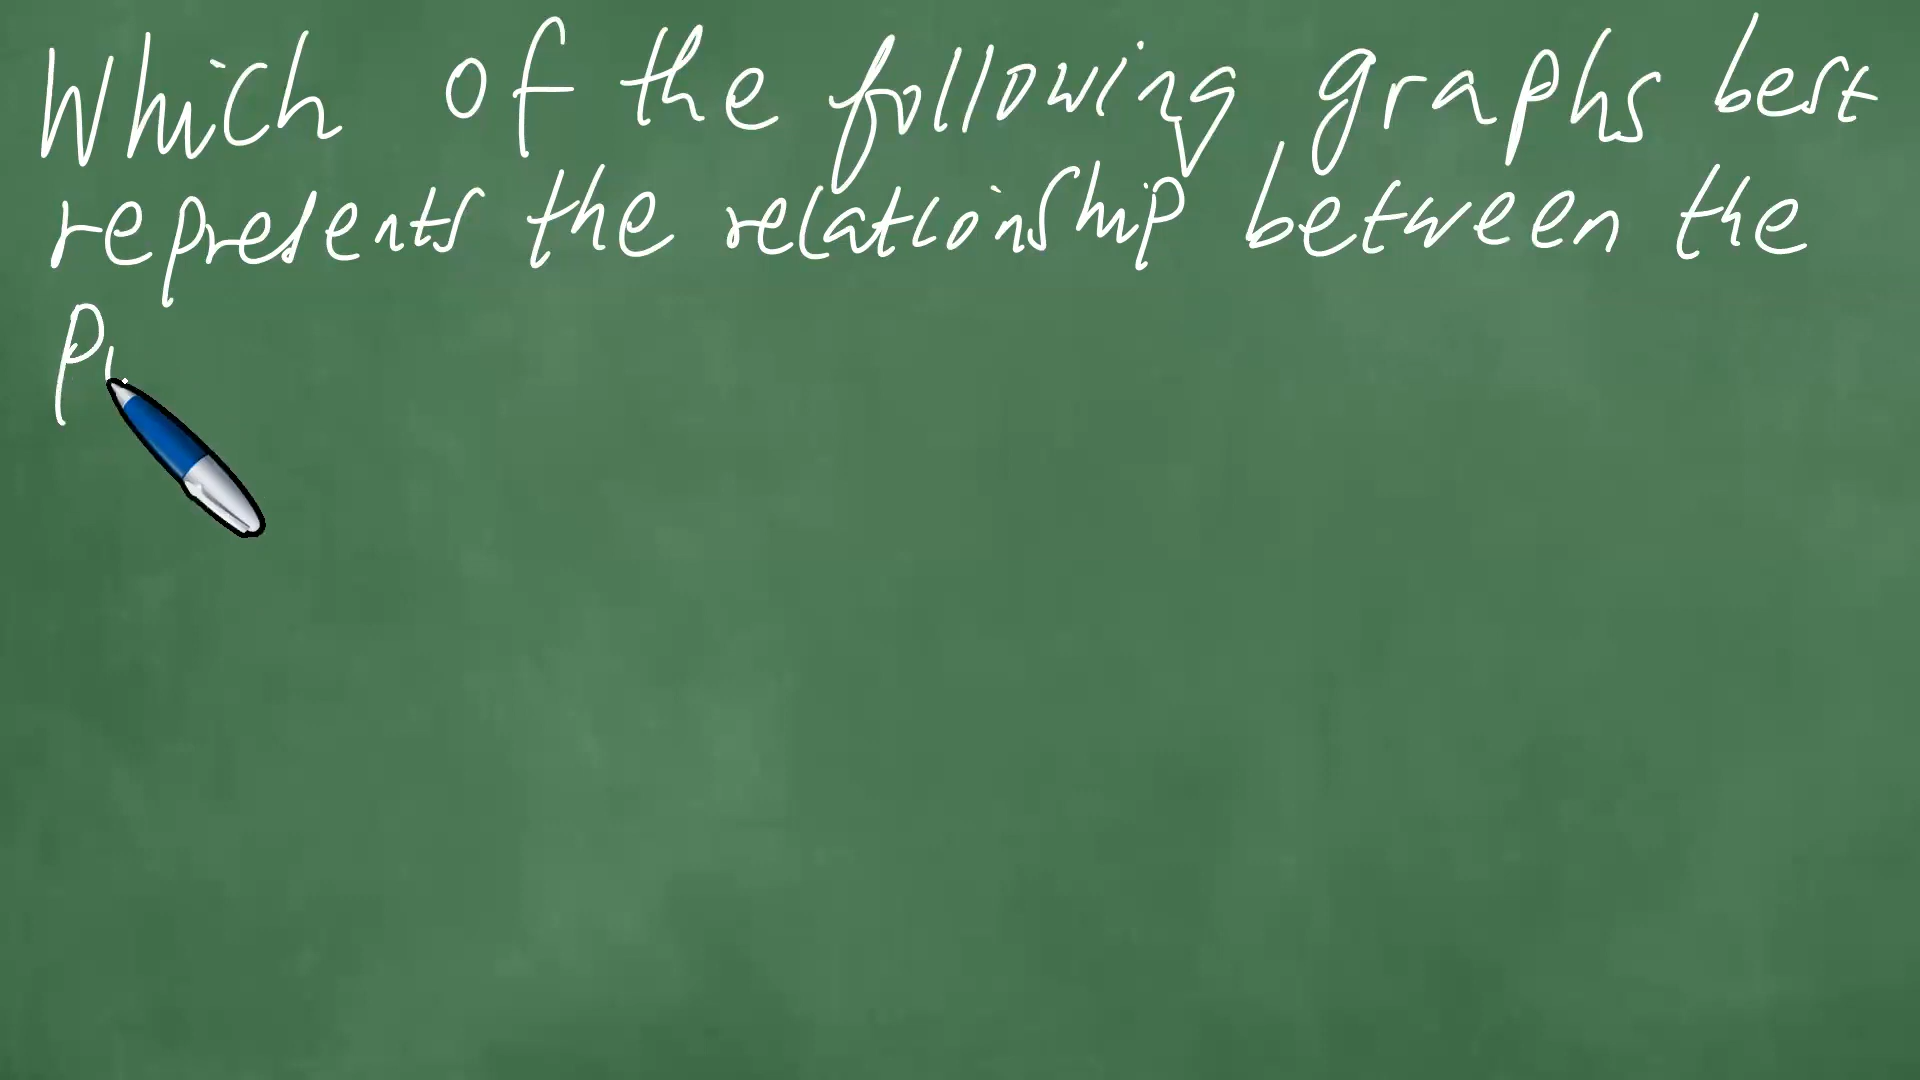 Which of the following graphs best
represents the relationship between the
P